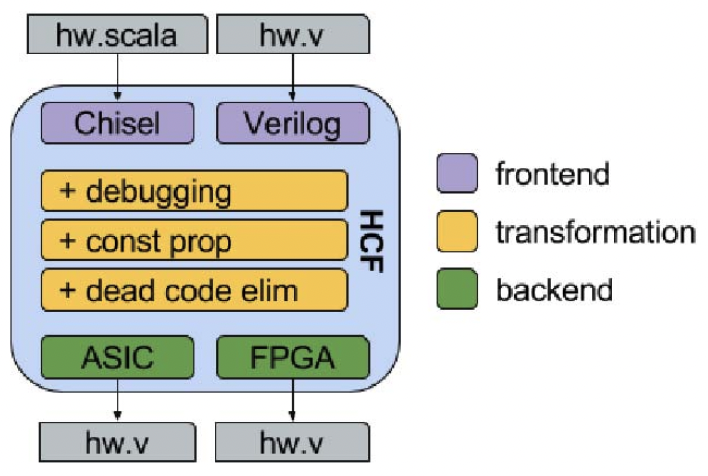 hw.scala
hw.v
Chisel
Verilog
+ debugging
+ const prop
+ dead code elim
HCF
ASIC
FPGA
hw.v
hw.v
frontend
transformation
backend